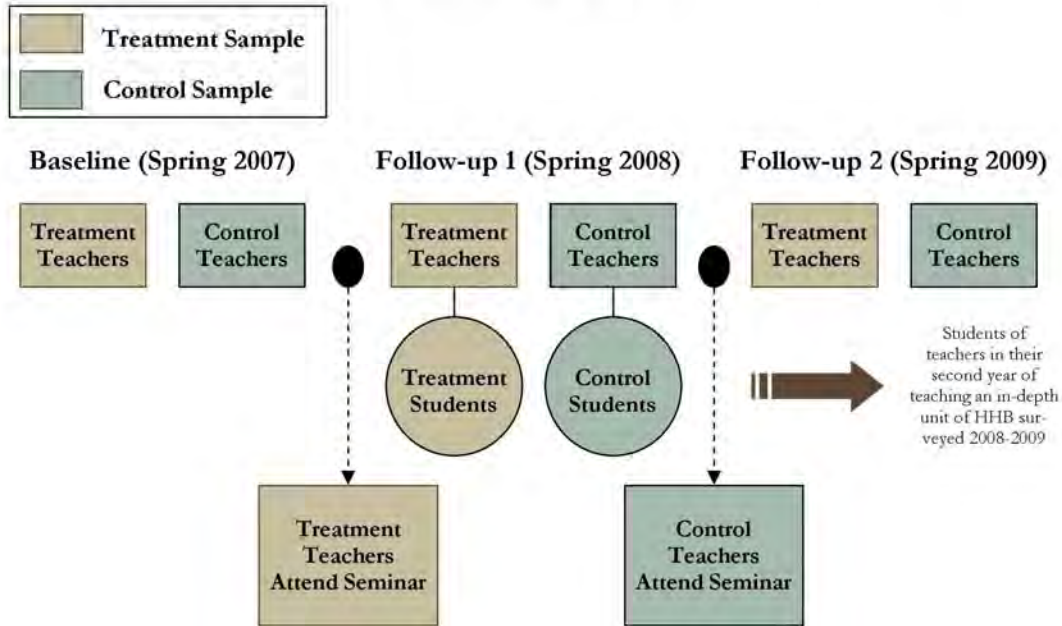 Treatment Sample
Control Sample
Baseline (Spring 2007)
Follow-up 1 (Spring 2008)
Follow-up 2 (Spring 2009)
Treatment
Teachers
Control
Teachers
Treatment
Teachers
Control
Teachers
Treatment
Teachers
Control
Teachers
Treatment
Students
Control
Students
Students of
teachers in their
second year of
teaching an in-depth
unit of HHB sur-
veyed 2008-2009
Treatment
Teachers
Attend Seminar
Control
Teachers
Attend Seminar